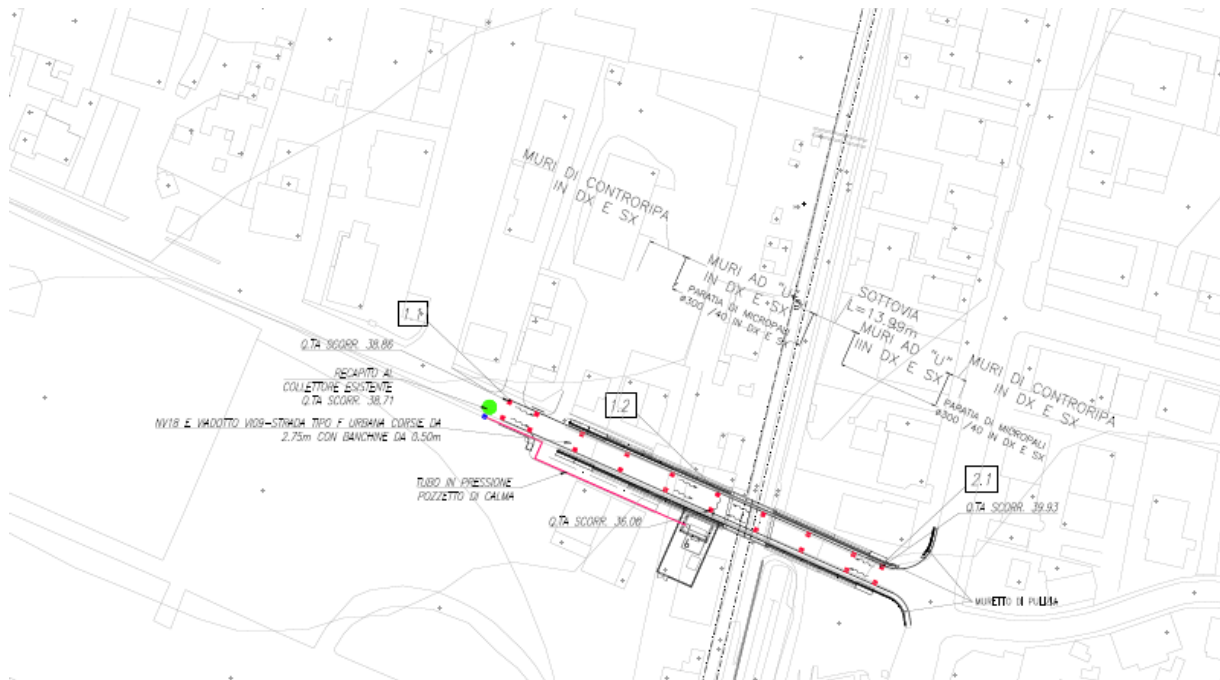 MURI DI CONTRORIPA
IN DX E SX
MURI AD "U"
IN DX E SX
PARATIA DI MICROPALI
ø300 /40 IN DX E SX
SOTTOVIA
L=13.99m
MURI AD "U"
IIN DX E SX
PARATIA DI MICROPALI
ø300 /40 IN DX E SX
MURI DI CONTRORIPA
IN DX E SX
1.1
Q.TA SCORR. 38.86
RECAPITO AL
COLLETTORE ESISTENTE
Q.TA SCORR. 38,71
NV18 E VIADOTTO VI09-STRADA TIPO F URBANA CORSIE DA
2.75m CON BANCHINE DA 0.50m
1.2
TUBO IN PRESSIONE
POZZETTO DI CALMA
2.1
Q.TA SCORR. 39.93
Q.TA SCORR. 36.00
MURETTO DI PULIZIA